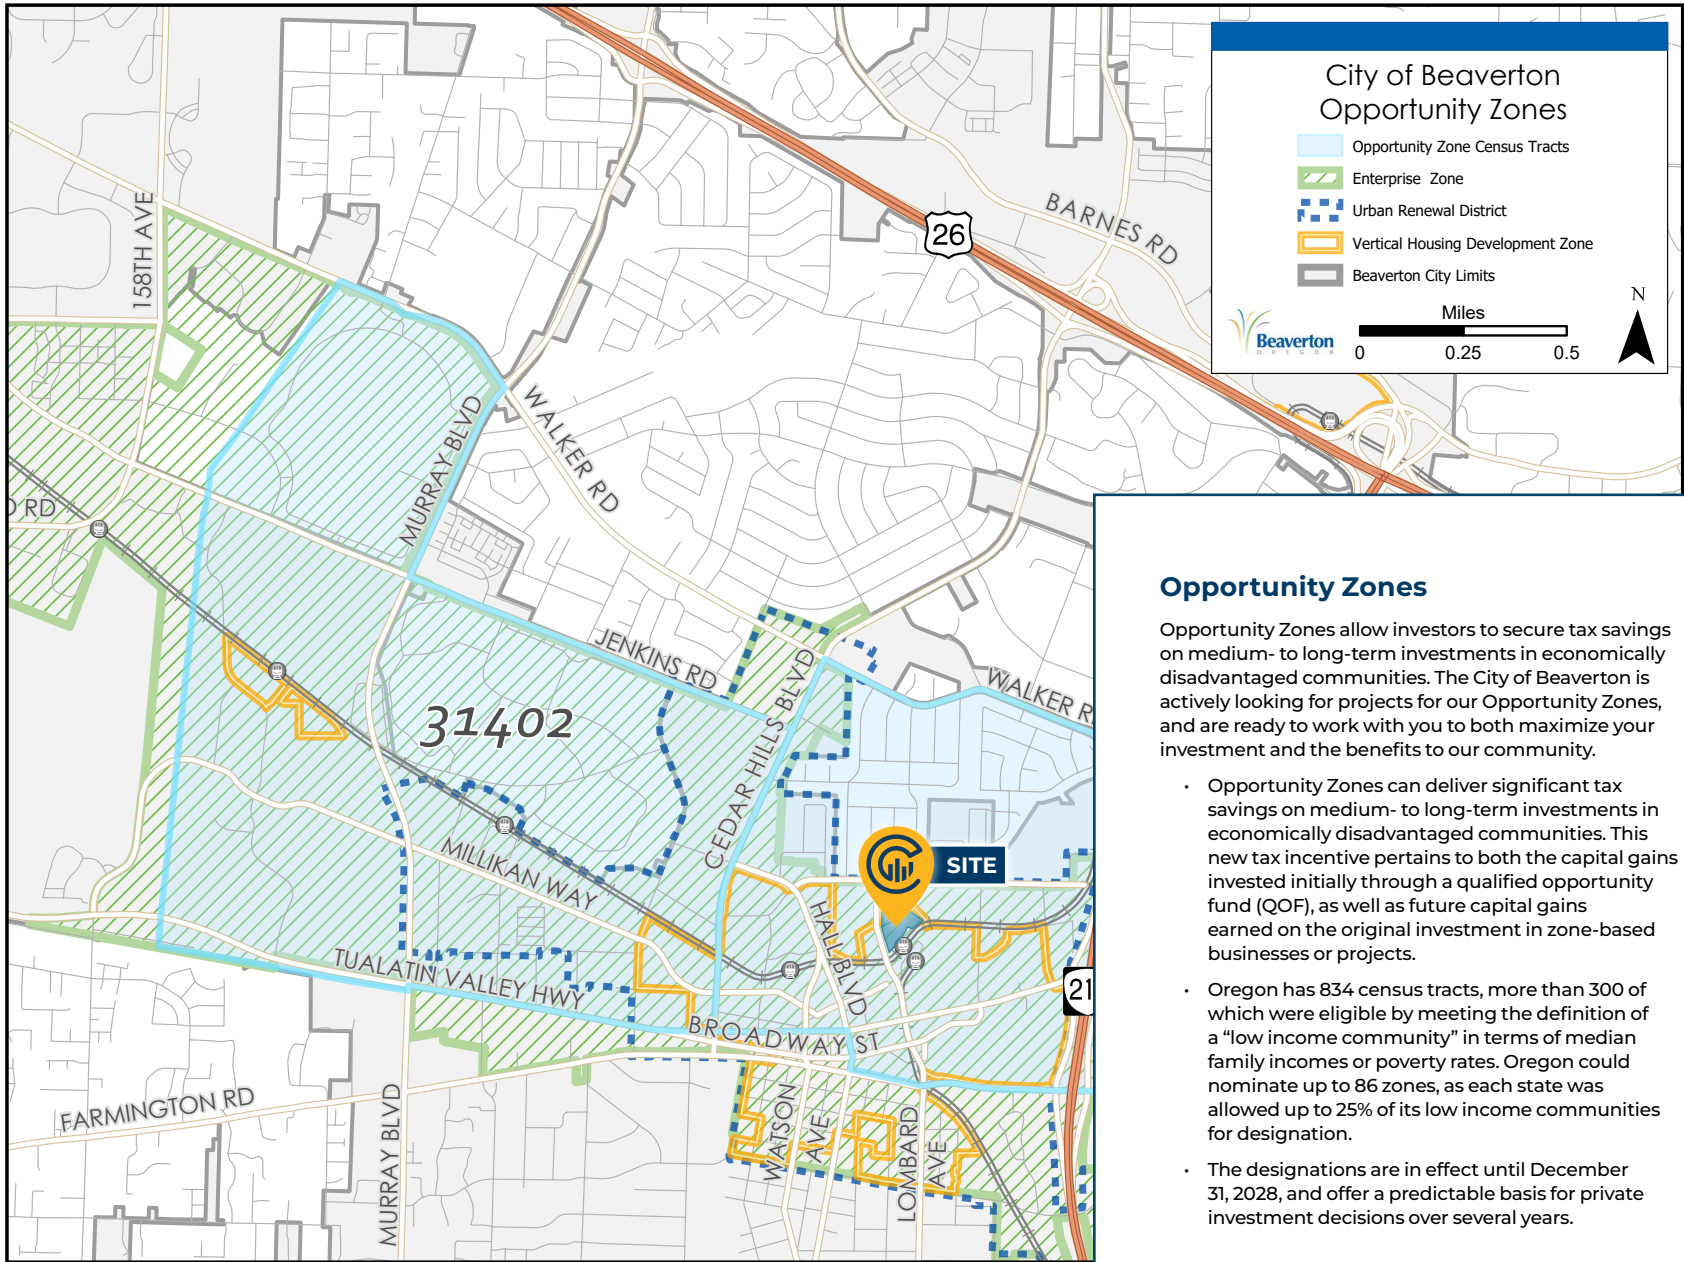 City of Beaverton
Opportunity Zones
Opportunity Zone Census Tracts
Enterprise Zone
Urban Renewal District
Vertical Housing Development Zone
Beaverton City Limits
Miles
0 0.25 0.5
N
Beaverton
OREGON
158TH AVE
BARNES RD
26
MURRAY BLVD
WALKER RD
D RD
JENKINS RD
CEDAR HILLS BLVD
WALKER R
31402
SITE
MILLIKAN WAY
HALL BLVD
TUALATIN VALLEY HWY
21
BROADWAY ST
FARMINGTON RD
MURRAY BLVD
WATSON
AVE
LOMBARD
AVE
Opportunity Zones
Opportunity Zones allow investors to secure tax savings
on medium- to long-term investments in economically
disadvantaged communities. The City of Beaverton is
actively looking for projects for our Opportunity Zones,
and are ready to work with you to both maximize your
investment and the benefits to our community.
• Opportunity Zones can deliver significant tax
savings on medium- to long-term investments in
economically disadvantaged communities. This
new tax incentive pertains to both the capital gains
invested initially through a qualified opportunity
fund (QOF), as well as future capital gains
earned on the original investment in zone-based
businesses or projects.
• Oregon has 834 census tracts, more than 300 of
which were eligible by meeting the definition of
a “low income community” in terms of median
family incomes or poverty rates. Oregon could
nominate up to 86 zones, as each state was
allowed up to 25% of its low income communities
for designation.
• The designations are in effect until December
31, 2028, and offer a predictable basis for private
investment decisions over several years.